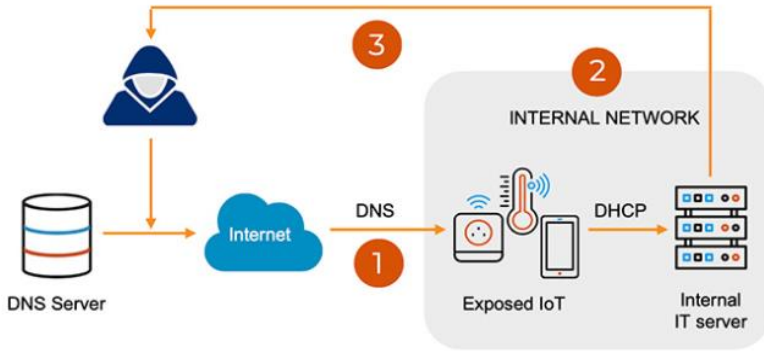 3
2
INTERNAL NETWORK
DNS
DHCP
Internet
1
DNS Server
Exposed IoT
Internal
IT server